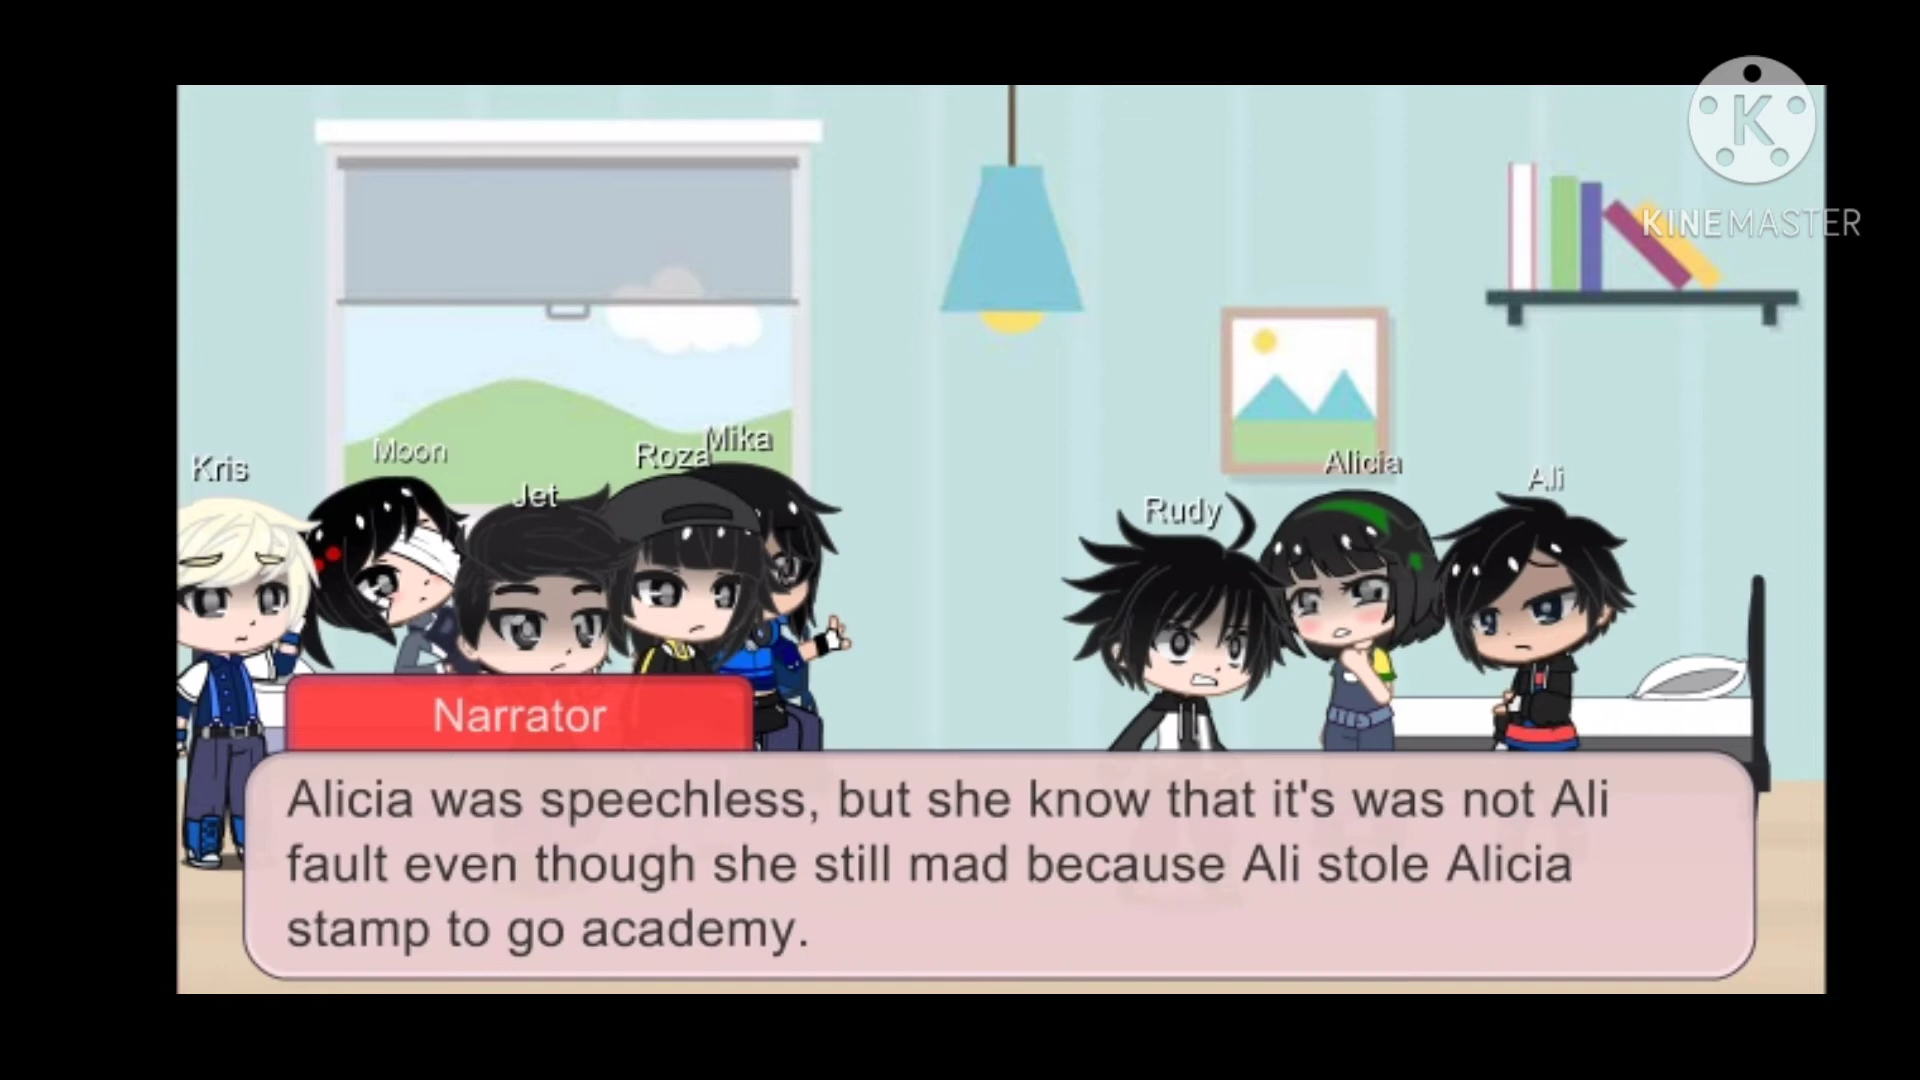 K
KINEMASTER
Mika
Roza
Moon
Alicia
Kris
Ali
Jet
Rudy
Narrator
Alicia was speechless, but she know that it's was not Ali
fault even though she still mad because Ali stole Alicia
stamp to go academy.